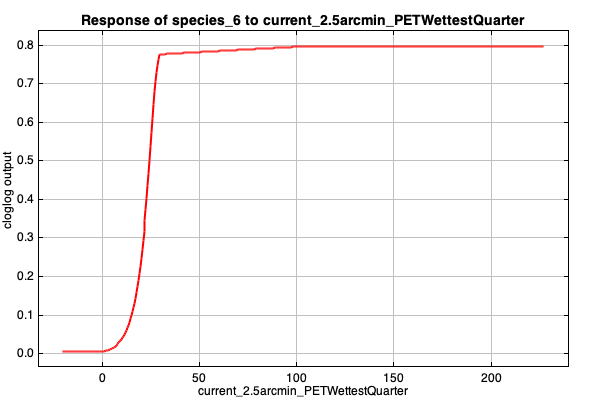 Response of species_6 to current_2.5arcmin_PETWettestQuarter
cloglog output
0.8
0.7
0.6
0.5
0.4
0.3
0.2
0.1
0.0
0 50 100 150 200
current_2.5arcmin_PETWettestQuarter